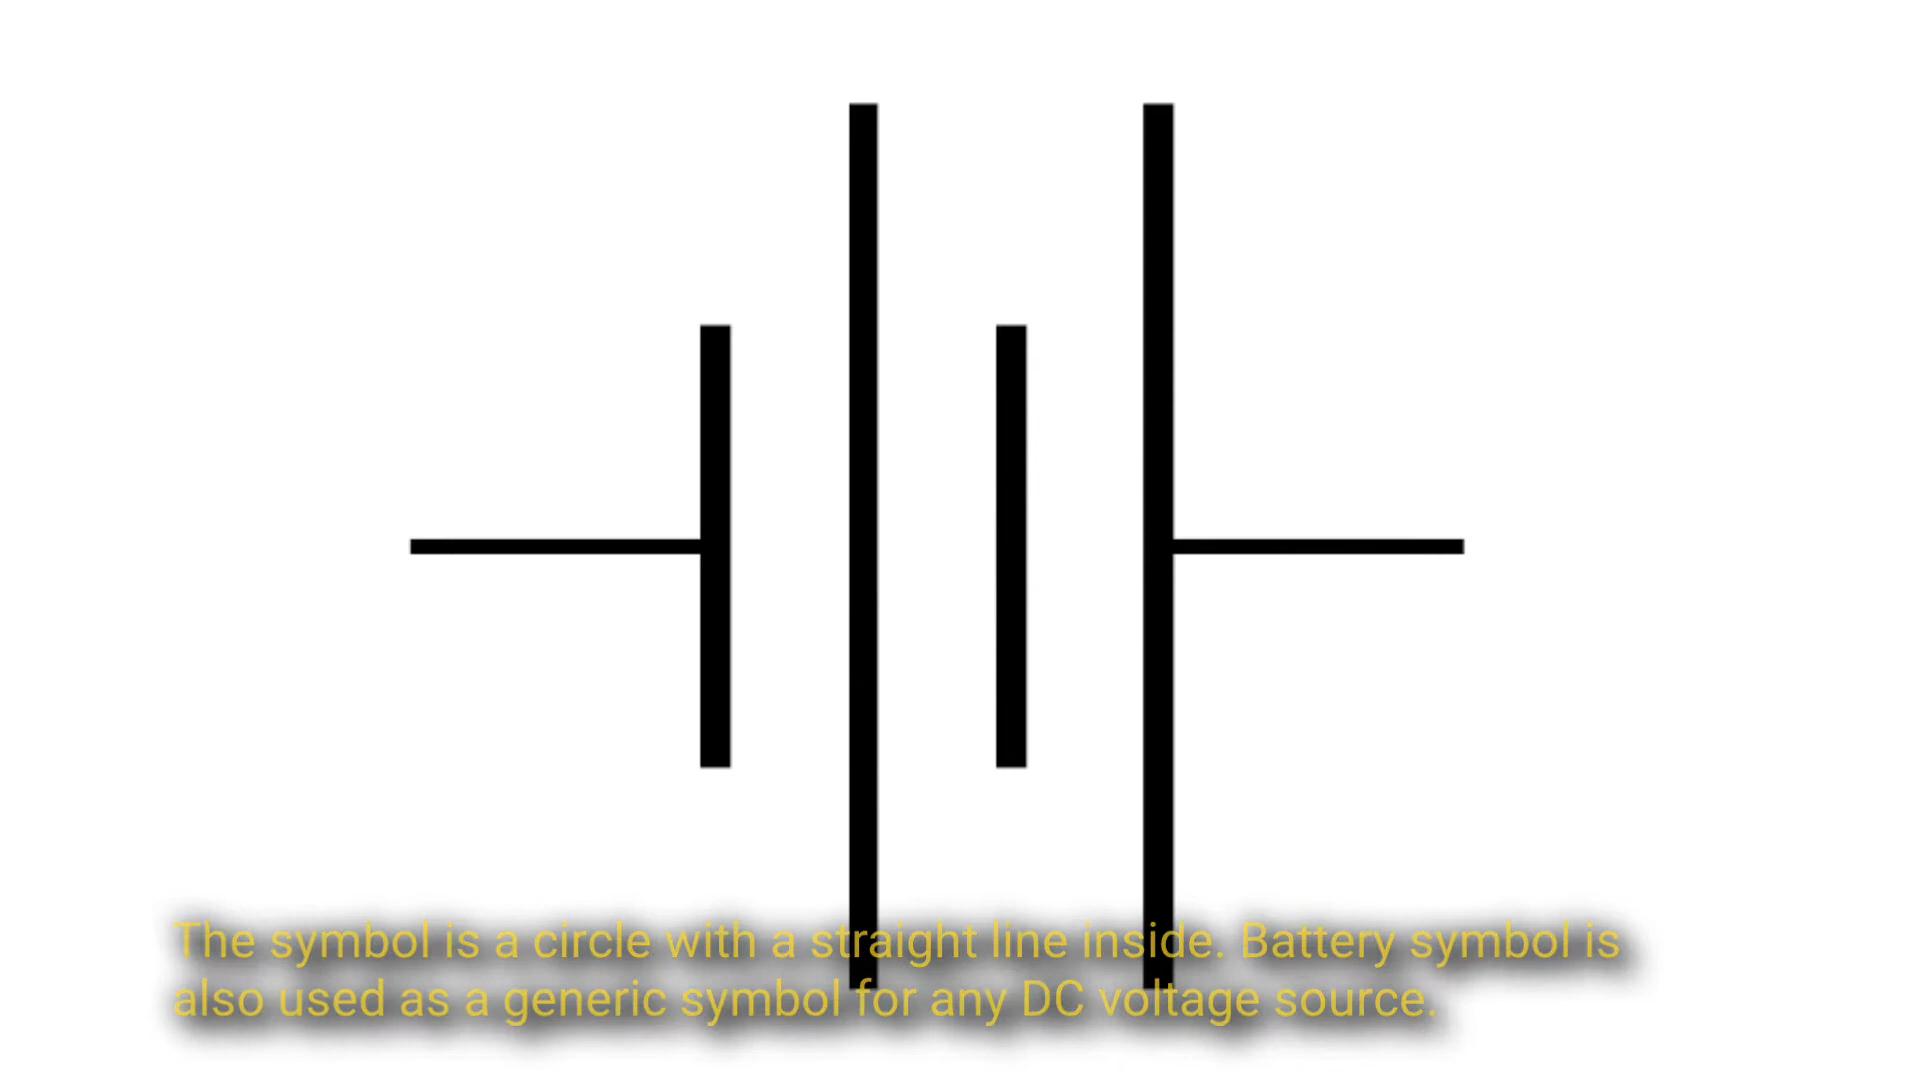 The symbol is a circle with a straight line inside. Battery symbol is
also used as a generic symbol for any DC voltage source.